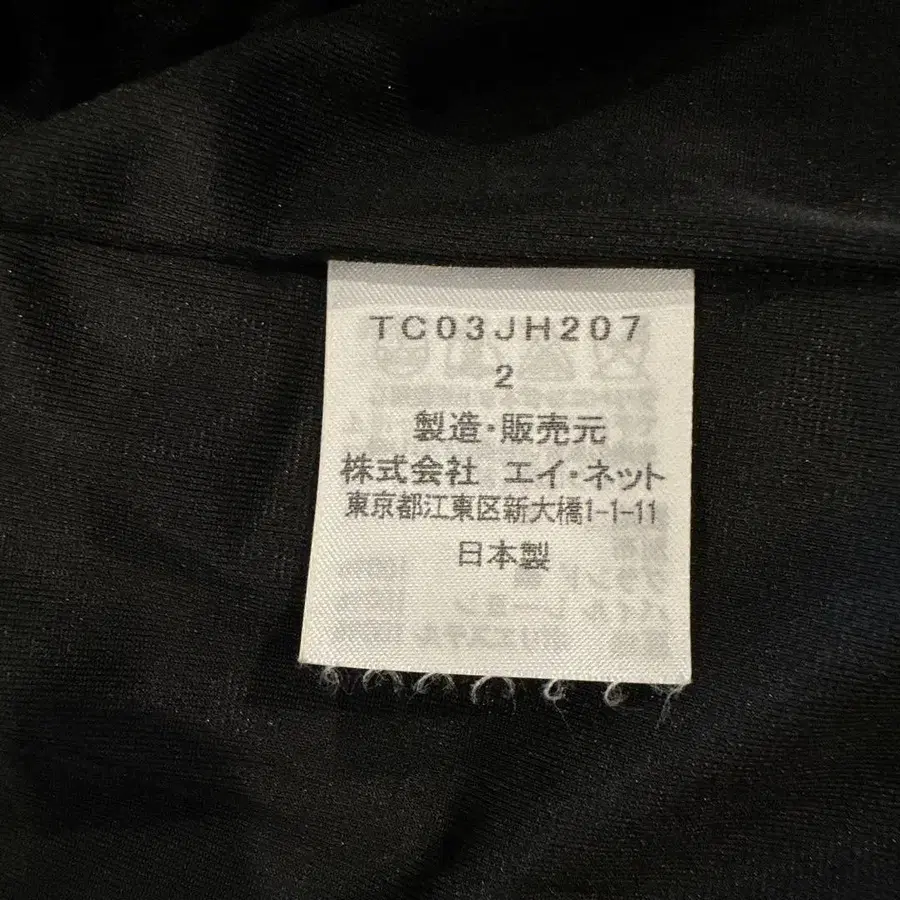 TC03JH207
2
製造・販売元
株式会社 エイ・ネット
東京都江東区新大橋1-1-11
日本製